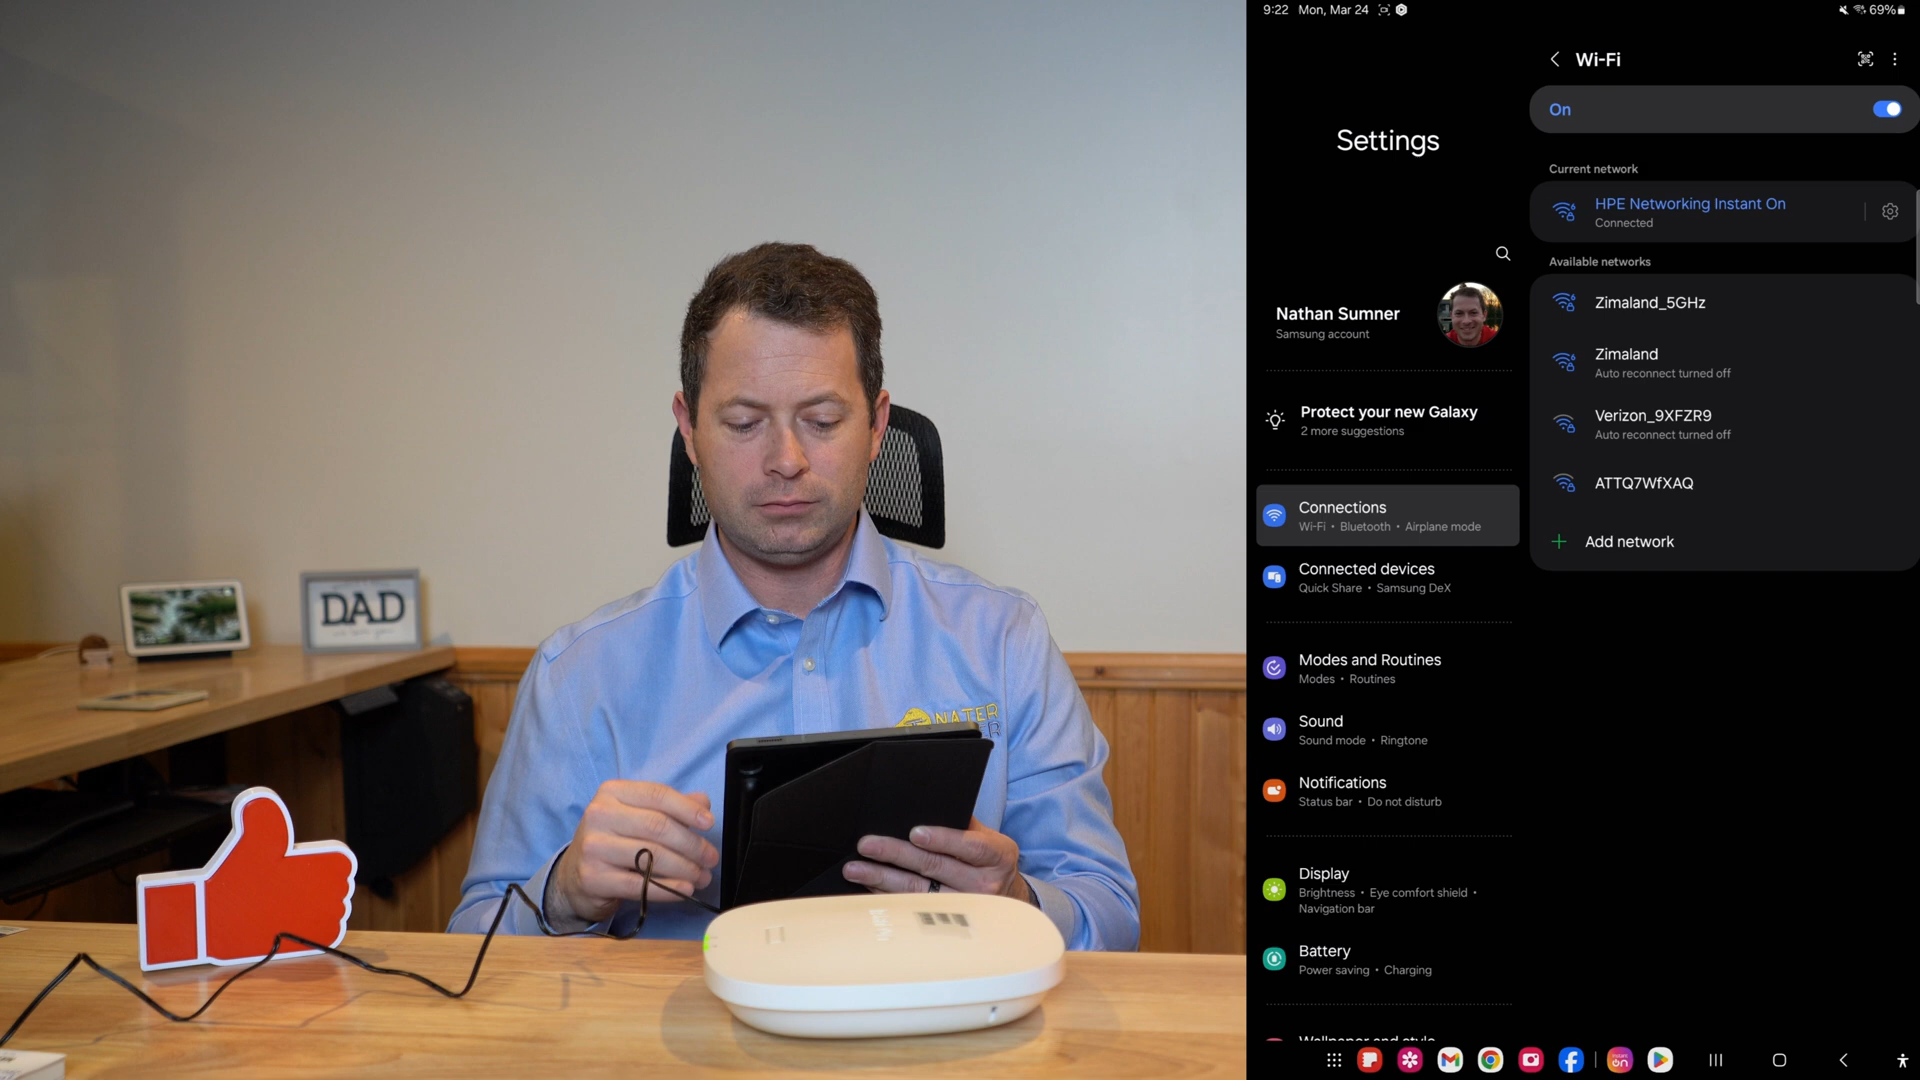 DAD
NATER
9:22 Mon, Mar 24
69%
Wi-Fi
On
Settings
Current network
HPE Networking Instant On
Connected
Available networks
Nathan Sumner
Samsung account
Zimaland_5GHz
Zimaland
Auto reconnect turned off
Protect your new Galaxy
2 more suggestions
Verizon_9XFZR9
Auto reconnect turned off
ATTQ7WfXAQ
Add network
Connections
Wi-Fi • Bluetooth • Airplane mode
Connected devices
Quick Share • Samsung DeX
Modes and Routines
Modes • Routines
Sound
Sound mode • Ringtone
Notifications
Status bar • Do not disturb
Display
Brightness • Eye comfort shield •
Navigation bar
Battery
Power saving • Charging
Wallpaper and style